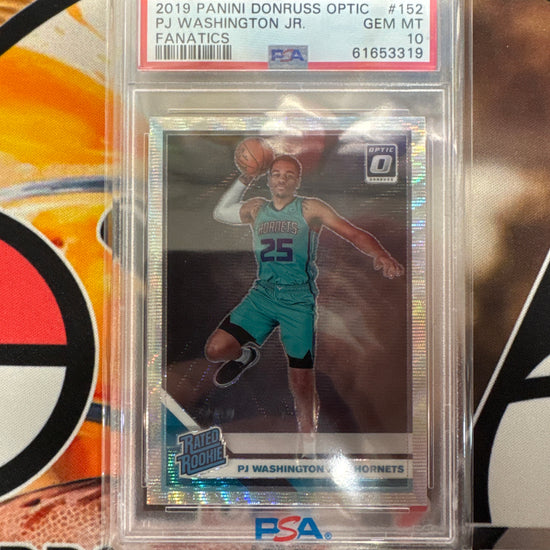 2019 PANINI DONRUSS OPTIC #152
PJ WASHINGTON JR. GEM MT
FANATICS 10
PSA 61653319
OPTIC
DONRUSS
HORNETS
25
RATED
ROOKIE
PJ WASHINGTON HORNETS
PSA